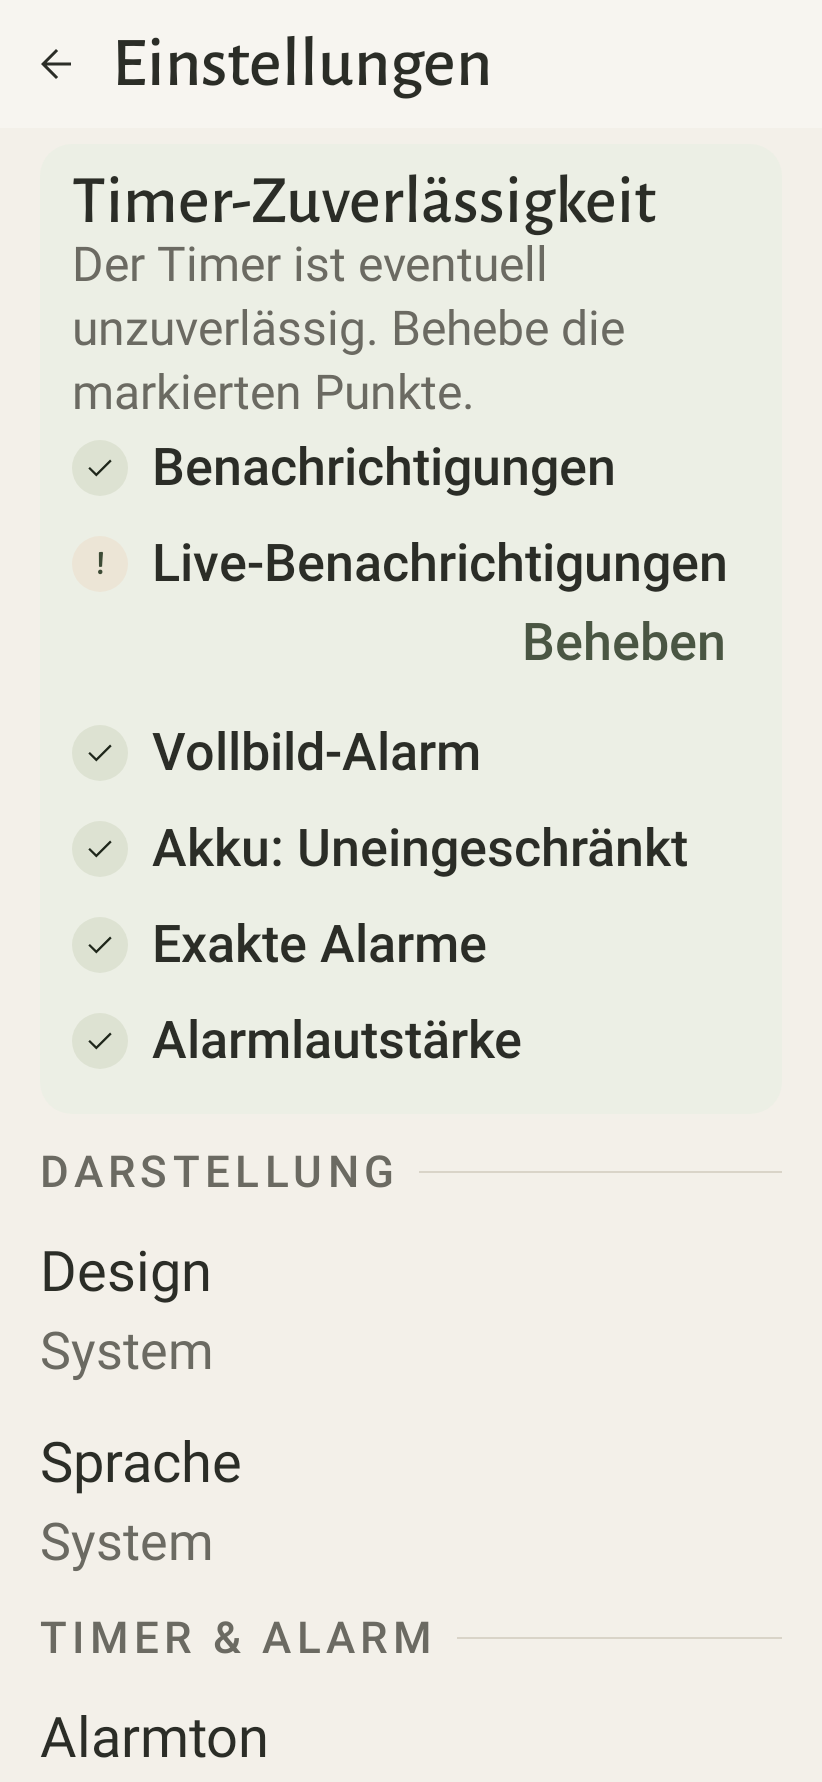 Einstellungen
Timer-Zuverlässigkeit
Der Timer ist eventuell
unzuverlässig. Behebe die
markierten Punkte.
Benachrichtigungen
! Live-Benachrichtigungen
Beheben
Vollbild-Alarm
Akku: Uneingeschränkt
Exakte Alarme
Alarmlautstärke
DARSTELLUNG
Design
System
Sprache
System
TIMER & ALARM
Alarmton